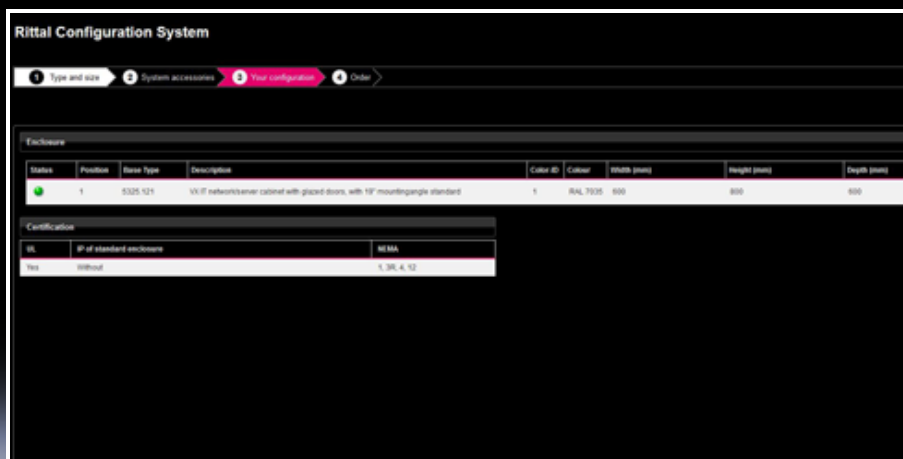 Rittal Configuration System
1 Type and size 2 System accessories 3 Your configuration 4 Order
Enclosure
Status Position Base Type Description Color ID Colour Width (mm) Height (mm) Depth (mm)
1 5325.121 VX IT network/server cabinet with glazed doors, with 19" mountingangle standard 1 RAL 7035 600 800 600
Certification
UL IP of standard enclosure NEMA
Yes Without 1, 3R, 4, 12